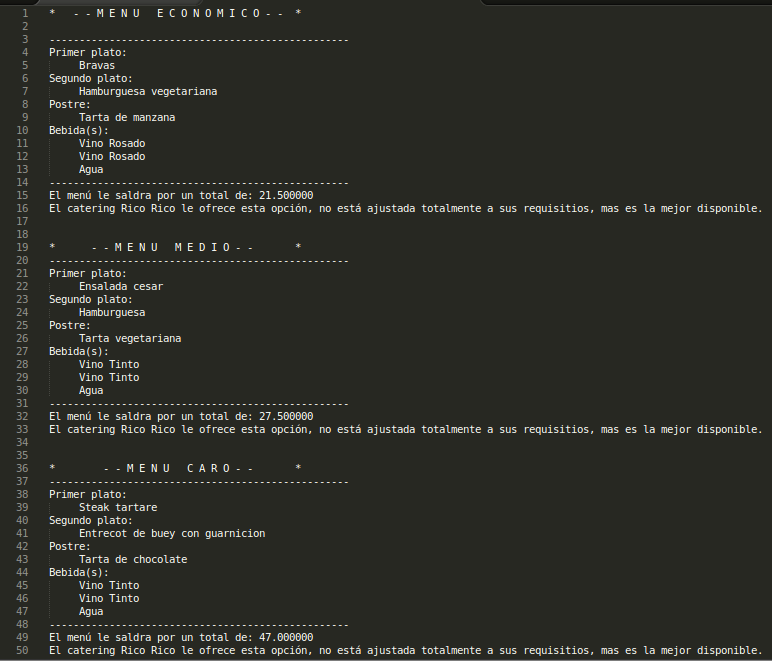 1 * --MENU ECONOMICO-- *
2
3 --------------------------------------------------
4 Primer plato:
5 Bravas
6 Segundo plato:
7 Hamburguesa vegetariana
8 Postre:
9 Tarta de manzana
10 Bebida(s):
11 Vino Rosado
12 Vino Rosado
13 Agua
14 --------------------------------------------------
15 El menú le saldra por un total de: 21.500000
16 El catering Rico Rico le ofrece esta opción, no está ajustada totalmente a sus requisitios, mas es la mejor disponible.
17
18
19 * --MENU MEDIO-- *
20 --------------------------------------------------
21 Primer plato:
22 Ensalada cesar
23 Segundo plato:
24 Hamburguesa
25 Postre:
26 Tarta vegetariana
27 Bebida(s):
28 Vino Tinto
29 Vino Tinto
30 Agua
31 --------------------------------------------------
32 El menú le saldra por un total de: 27.500000
33 El catering Rico Rico le ofrece esta opción, no está ajustada totalmente a sus requisitios, mas es la mejor disponible.
34
35
36 * --MENU CARO-- *
37 --------------------------------------------------
38 Primer plato:
39 Steak tartare
40 Segundo plato:
41 Entrecot de buey con guarnicion
42 Postre:
43 Tarta de chocolate
44 Bebida(s):
45 Vino Tinto
46 Vino Tinto
47 Agua
48 --------------------------------------------------
49 El menú le saldra por un total de: 47.000000
50 El catering Rico Rico le ofrece esta opción, no está ajustada totalmente a sus requisitios, mas es la mejor disponible.